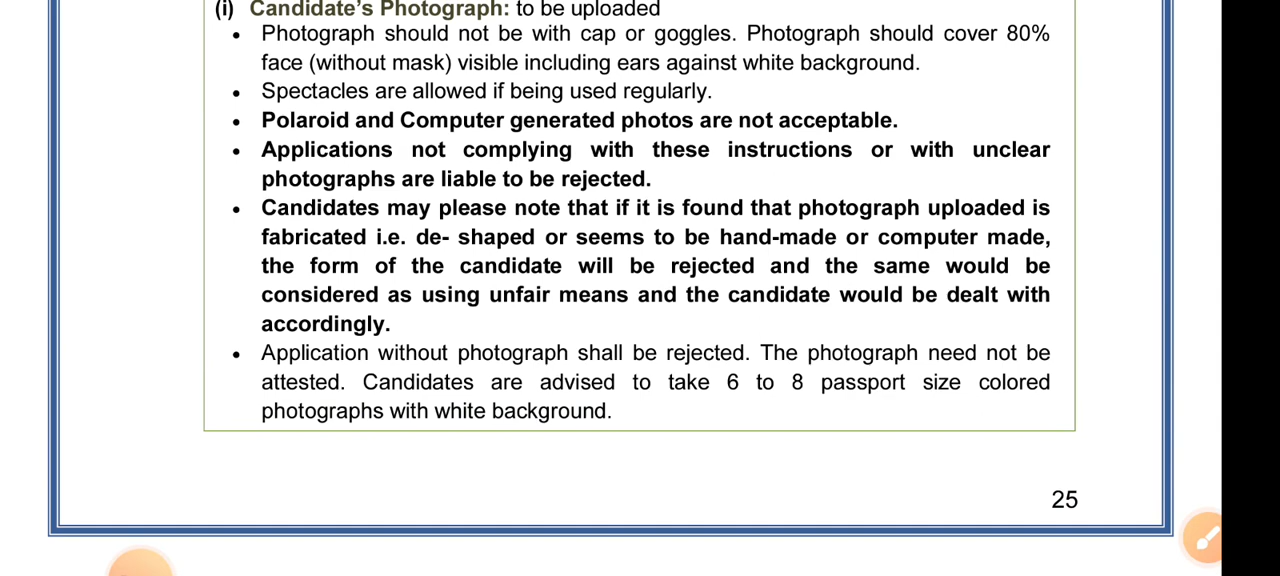 (i) Candidate's Photograph: to be uploaded
• Photograph should not be with cap or goggles. Photograph should cover 80%
face (without mask) visible including ears against white background.
• Spectacles are allowed if being used regularly.
• Polaroid and Computer generated photos are not acceptable.
• Applications not complying with these instructions or with unclear
photographs are liable to be rejected.
• Candidates may please note that if it is found that photograph uploaded is
fabricated i.e. de- shaped or seems to be hand-made or computer made,
the form of the candidate will be rejected and the same would be
considered as using unfair means and the candidate would be dealt with
accordingly.
• Application without photograph shall be rejected. The photograph need not be
attested. Candidates are advised to take 6 to 8 passport size colored
photographs with white background.
25